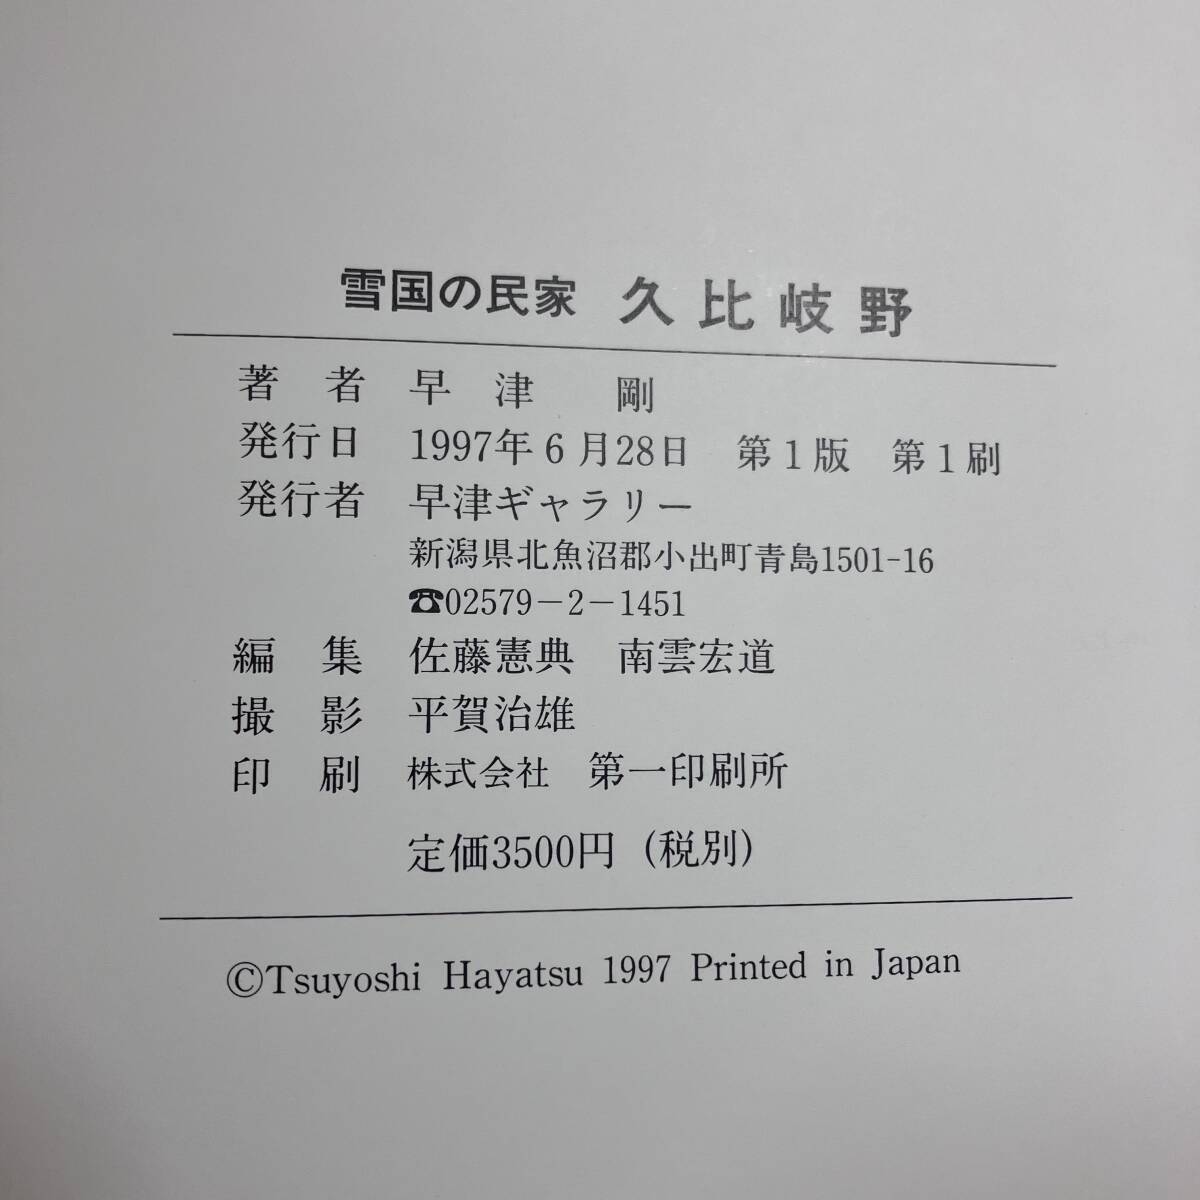 雪国の民家 久比岐野
著者 早津 剛
発行日 1997年6月28日 第1版 第1刷
発行者 早津ギャラリー
新潟県北魚沼郡小出町青島1501-16
☎02579-2-1451
編集 佐藤憲典 南雲宏道
撮影 平賀治雄
印刷 株式会社 第一印刷所
定価3500円(税別)
©Tsuyoshi Hayatsu 1997 Printed in Japan